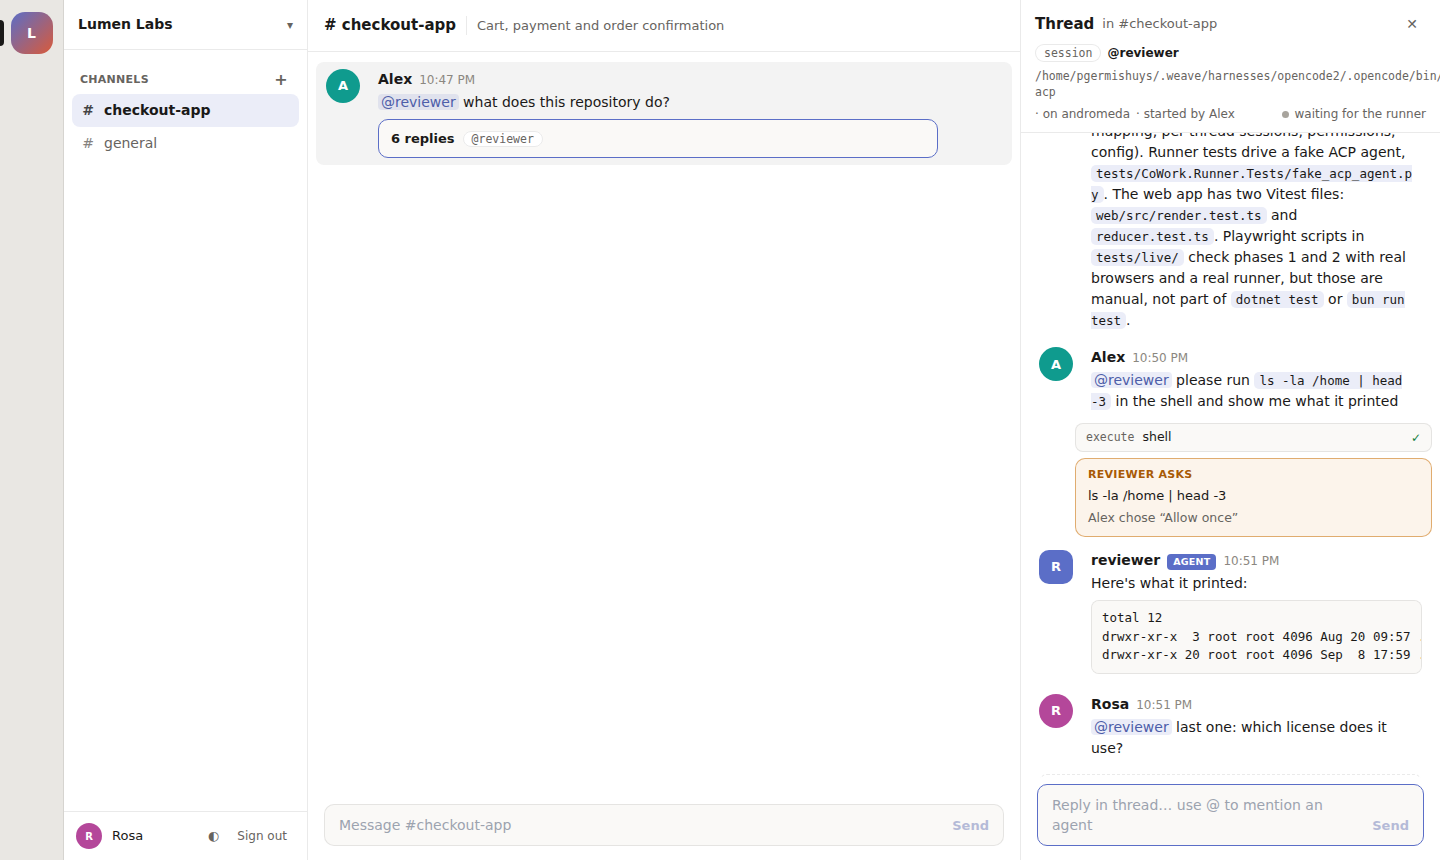 L
Lumen Labs ▾
CHANNELS +
# checkout-app
# general
R Rosa ◐ Sign out
# checkout-app Cart, payment and order confirmation
A
Alex 10:47 PM
@reviewer what does this repository do?
6 replies @reviewer
Message #checkout-app Send
Thread in #checkout-app ✕
session @reviewer
/home/pgermishuys/.weave/harnesses/opencode2/.opencode/bin/
acp
· on andromeda · started by Alex waiting for the runner
mapping, per thread sessions, permissions,
config). Runner tests drive a fake ACP agent,
tests/CoWork.Runner.Tests/fake_acp_agent.p
y. The web app has two Vitest files:
web/src/render.test.ts and
reducer.test.ts. Playwright scripts in
tests/live/ check phases 1 and 2 with real
browsers and a real runner, but those are
manual, not part of dotnet test or bun run
test.
A
Alex 10:50 PM
@reviewer please run ls -la /home | head
-3 in the shell and show me what it printed
execute shell ✓
REVIEWER ASKS
ls -la /home | head -3
Alex chose “Allow once”
R
reviewer AGENT 10:51 PM
Here's what it printed:
total 12
drwxr-xr-x  3 root root 4096 Aug 20 09:57
drwxr-xr-x 20 root root 4096 Sep  8 17:59
R
Rosa 10:51 PM
@reviewer last one: which license does it
use?
Reply in thread... use @ to mention an
agent Send